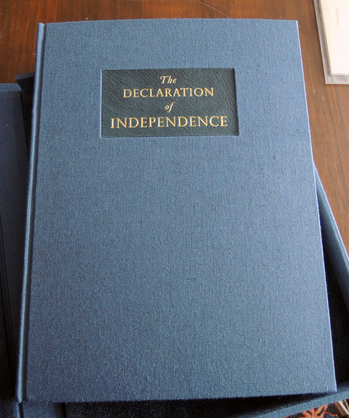 The
DECLARATION
of
INDEPENDENCE